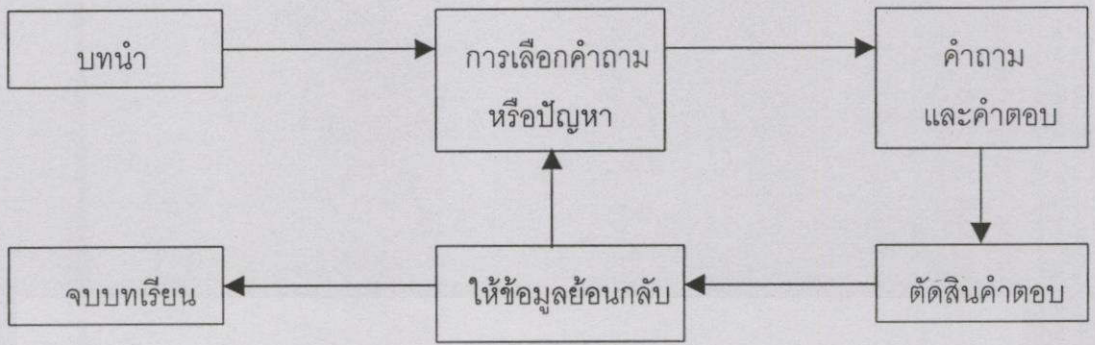 บทนำ
การเลือกคำถาม
หรือปัญหา
คำถาม
และคำตอบ
จบบทเรียน
ให้ข้อมูลย้อนกลับ
ตัดสินคำตอบ